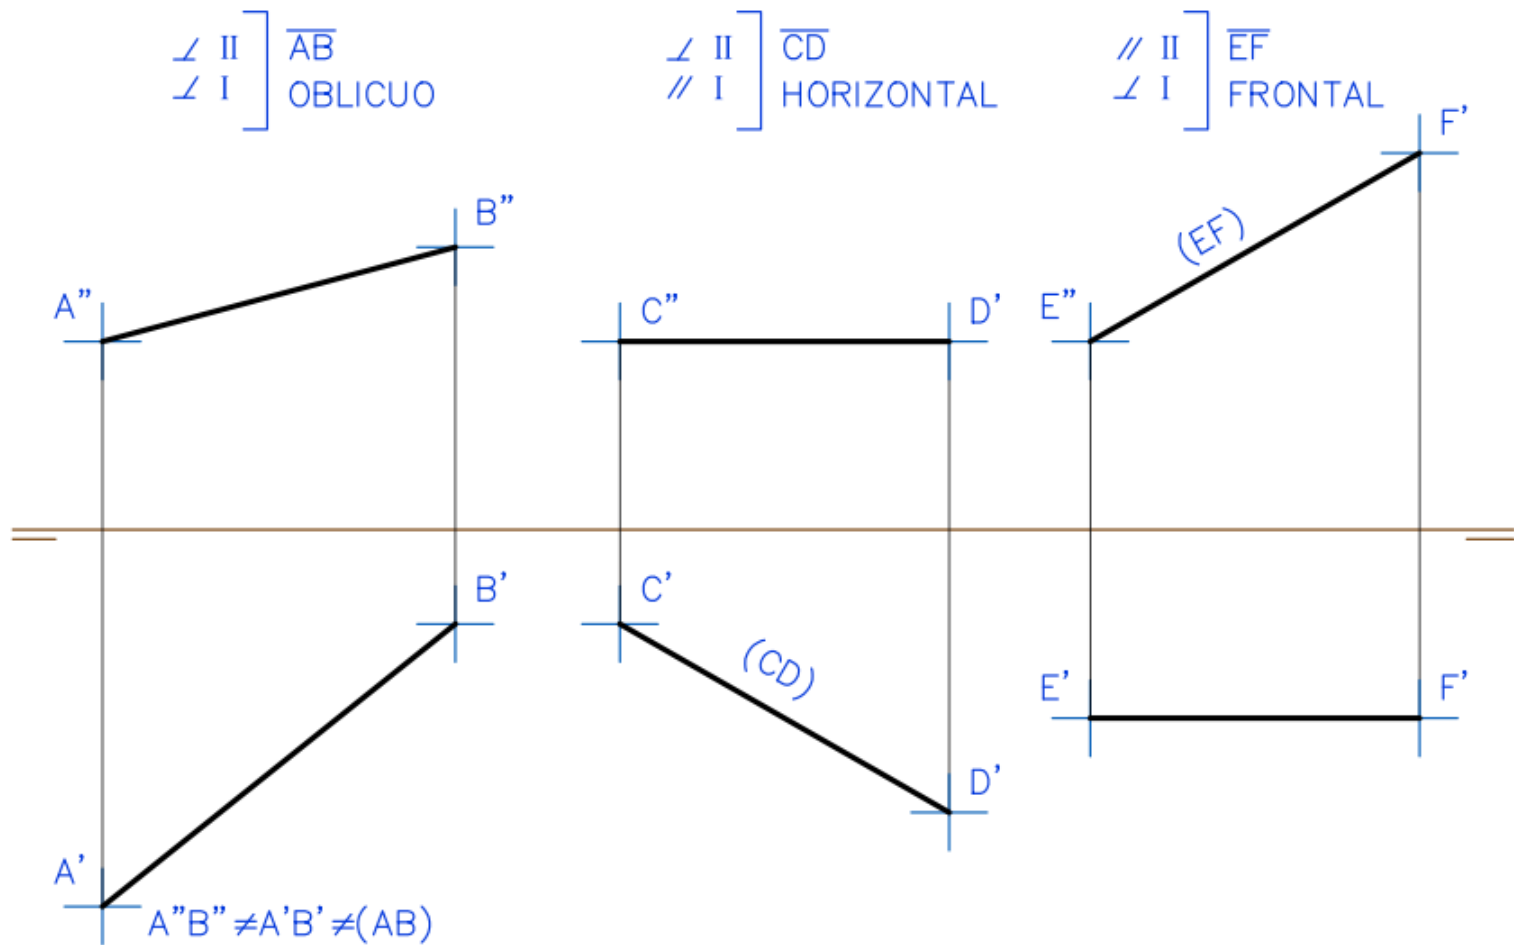 ∠ II AB
∠ I OBLICUO
∠ II CD
// I HORIZONTAL
// II EF
∠ I FRONTAL
F'
B"
(EF)
A"
C"
D'
E"
B'
C'
(CD)
E'
F'
D'
A'
A"B"≠A'B'≠(AB)